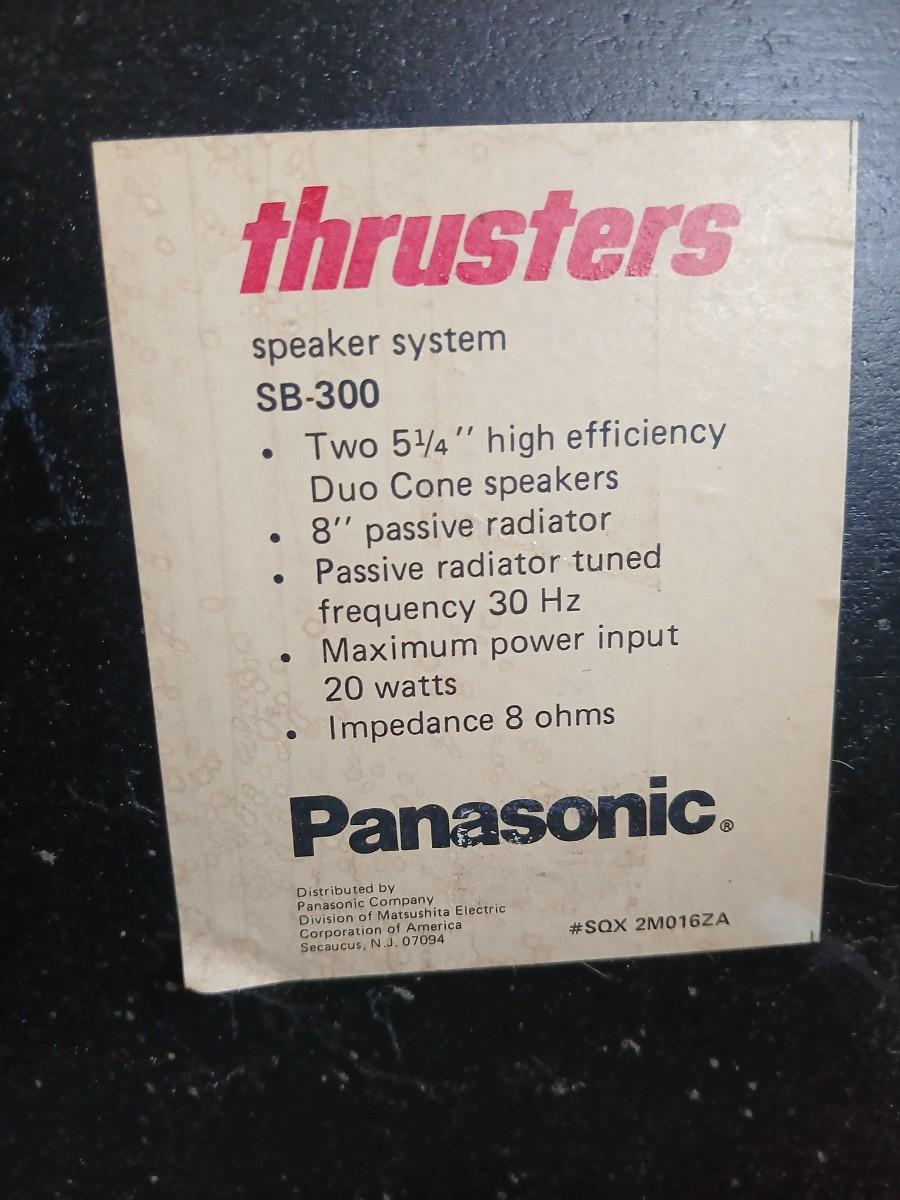 thrusters
speaker system
SB-300
• Two 5¼″ high efficiency
Duo Cone speakers
• 8″ passive radiator
• Passive radiator tuned
frequency 30 Hz
• Maximum power input
20 watts
• Impedance 8 ohms
Panasonic®
Distributed by
Panasonic Company
Division of Matsushita Electric
Corporation of America
Secaucus, N.J. 07094
#SQX 2M016ZA